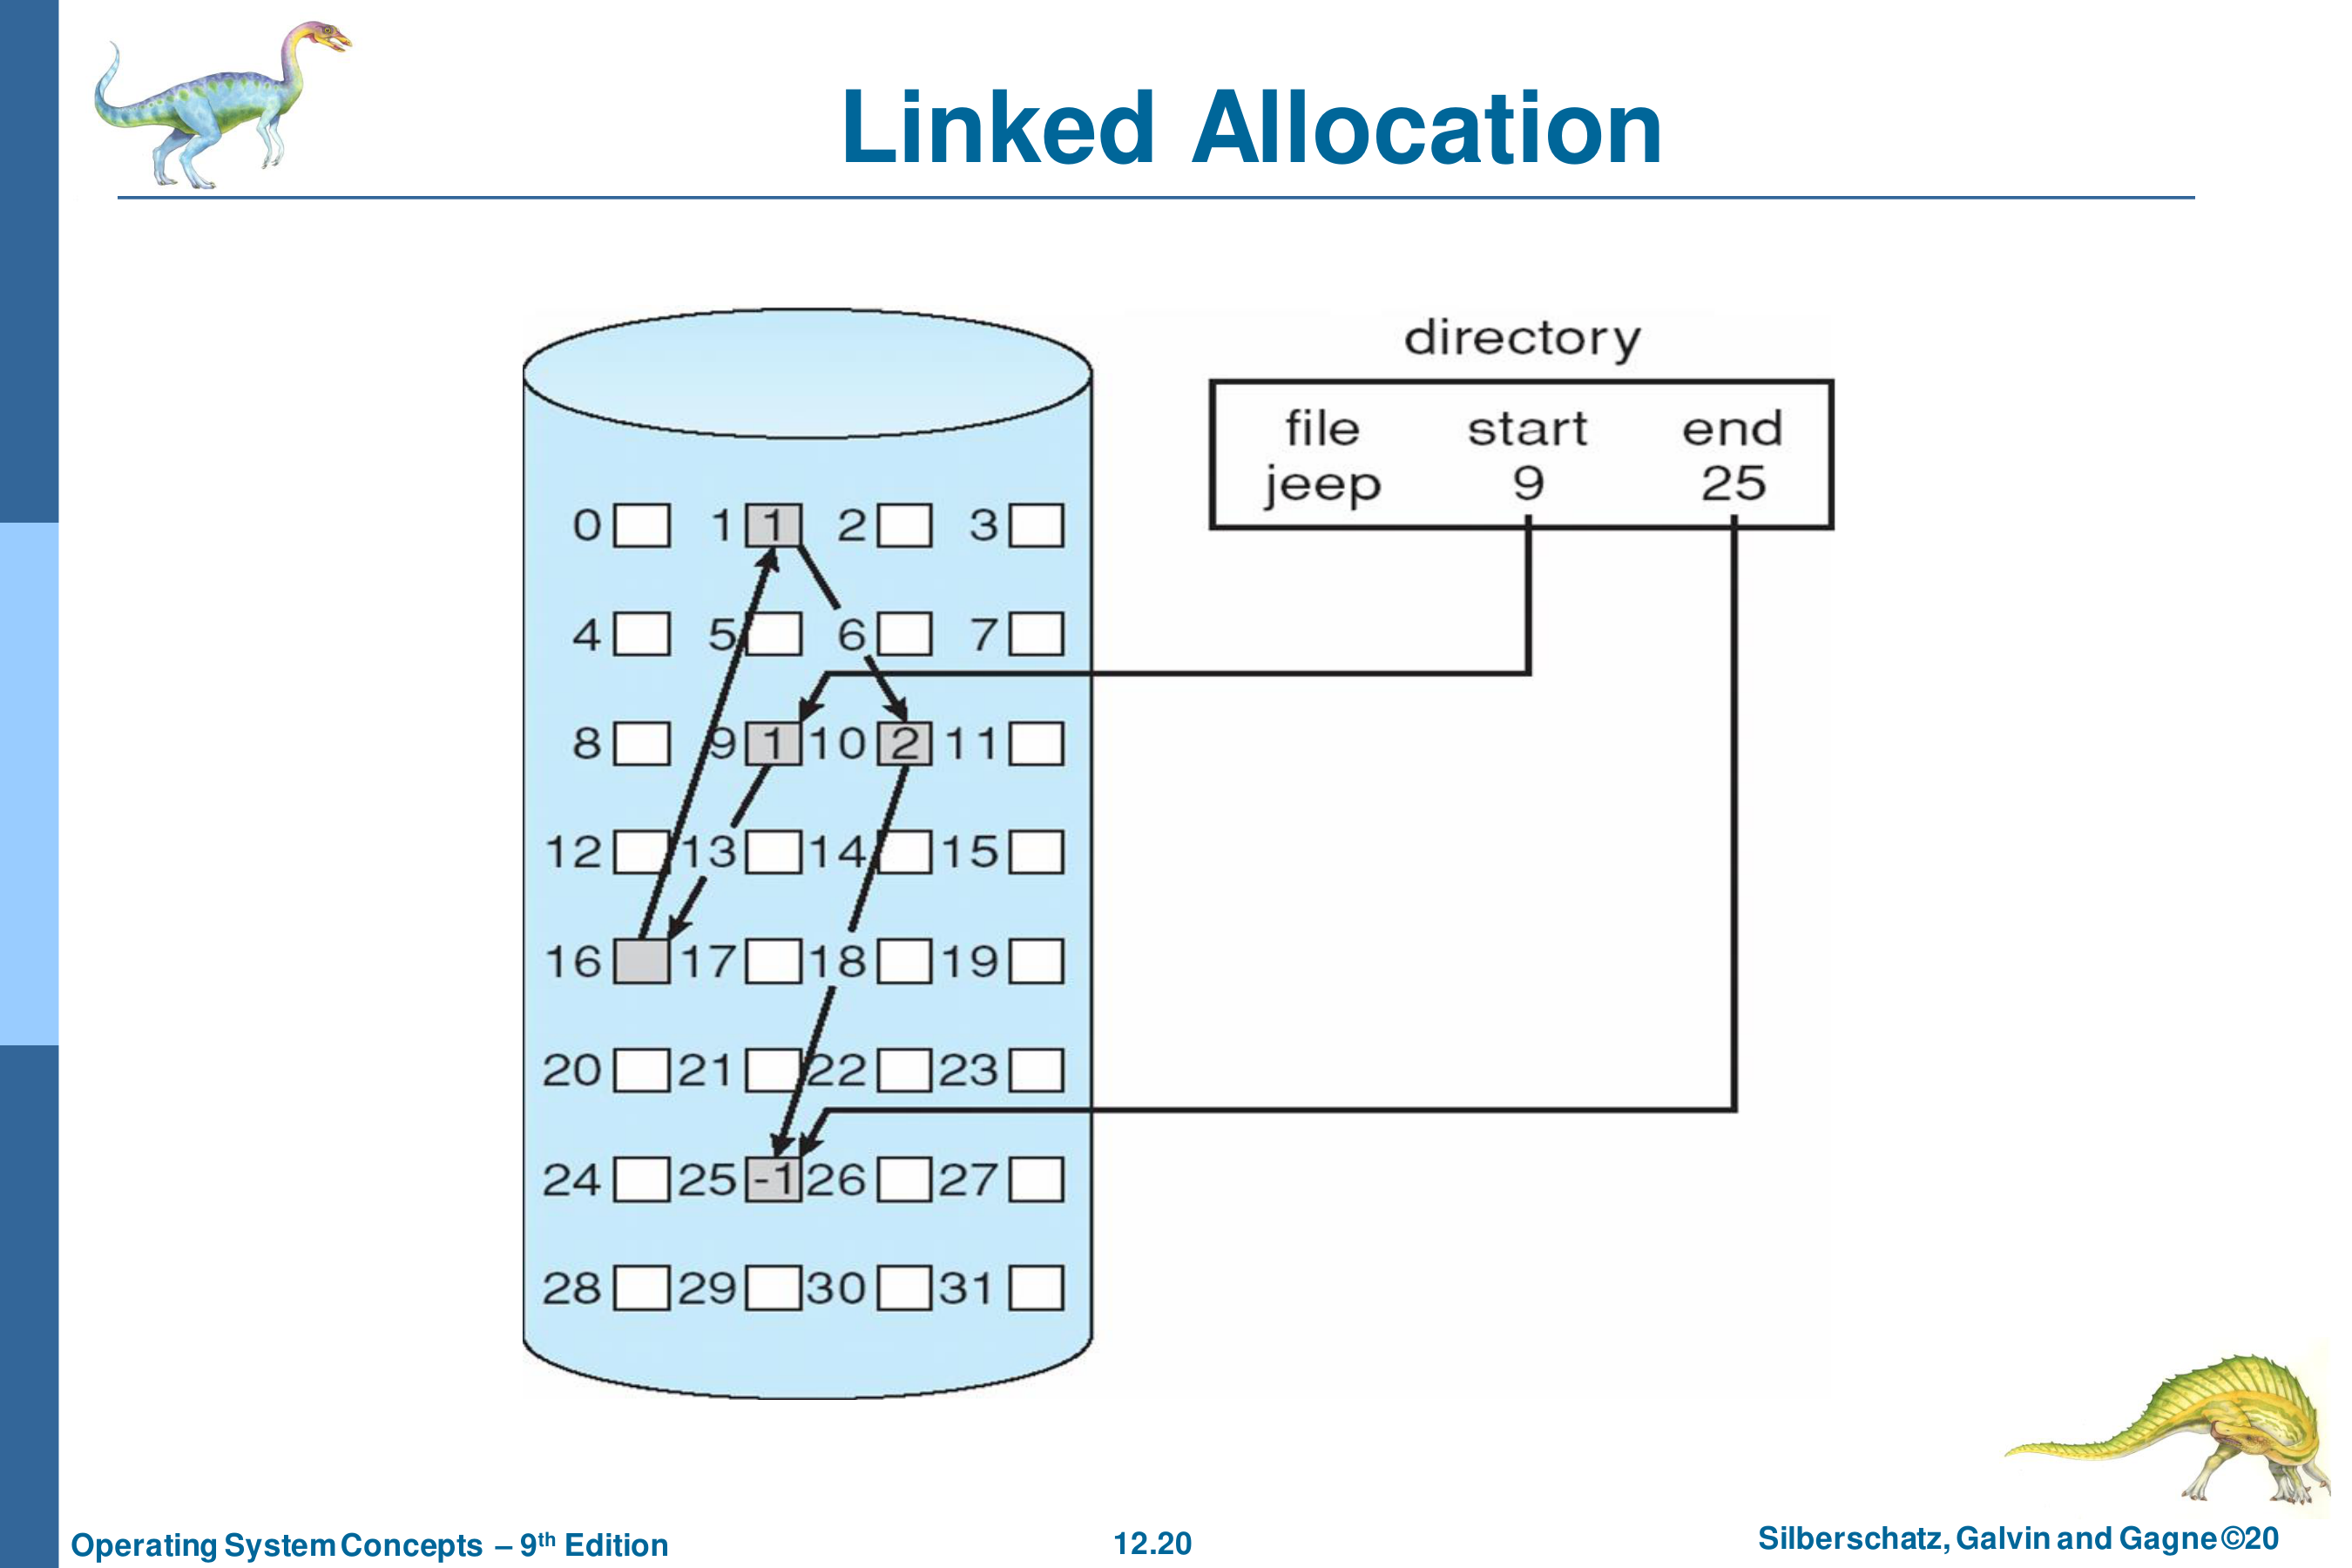 Linked Allocation
directory
file start end
jeep 9 25
0 1 1 2 3
4 5 6 7
8 9 1 10 2 11
12 13 14 15
16 17 18 19
20 21 22 23
24 25 -1 26 27
28 29 30 31
Operating System Concepts – 9th Edition 12.20 Silberschatz, Galvin and Gagne ©20